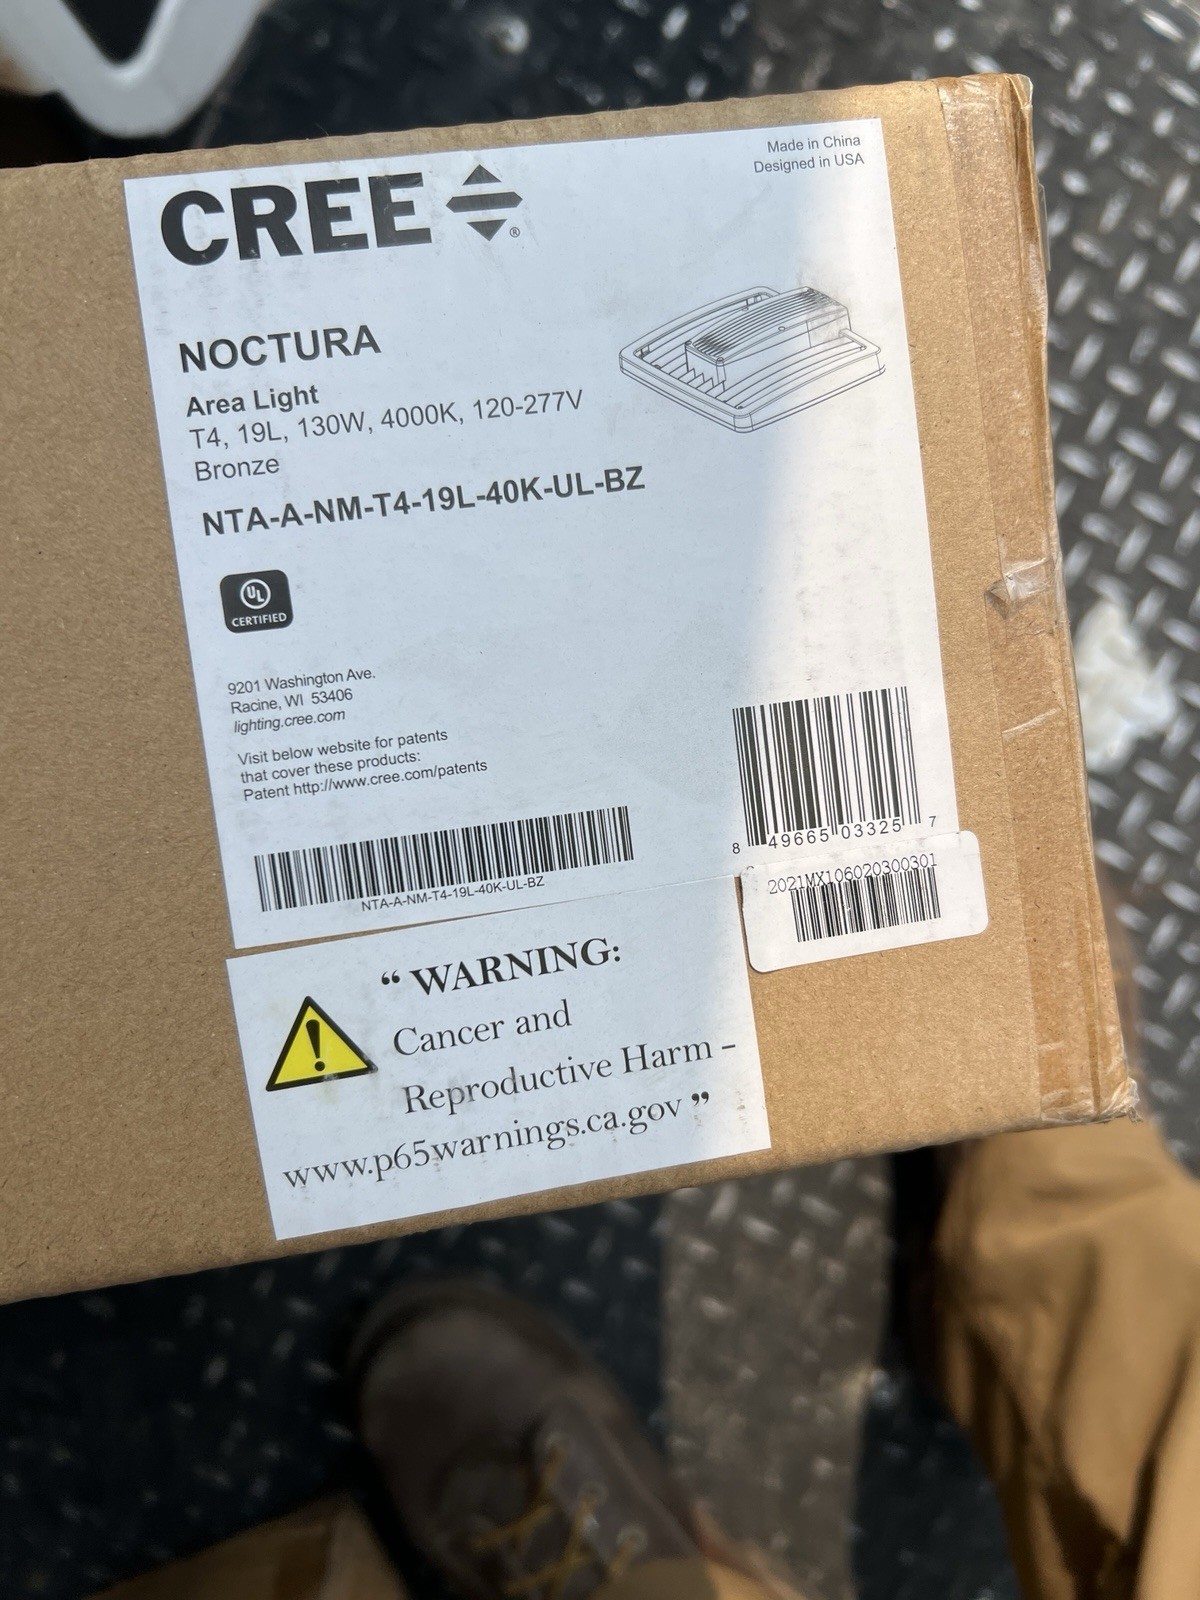 Made in China
Designed in USA
CREE ®
NOCTURA
Area Light
T4, 19L, 130W, 4000K, 120-277V
Bronze
NTA-A-NM-T4-19L-40K-UL-BZ
UL
CERTIFIED
9201 Washington Ave.
Racine, WI 53406
lighting.cree.com
Visit below website for patents
that cover these products:
Patent http://www.cree.com/patents
NTA-A-NM-T4-19L-40K-UL-BZ
8 49665 03325 7
2021MX106020300301
“ WARNING:
Cancer and
Reproductive Harm –
www.p65warnings.ca.gov ”